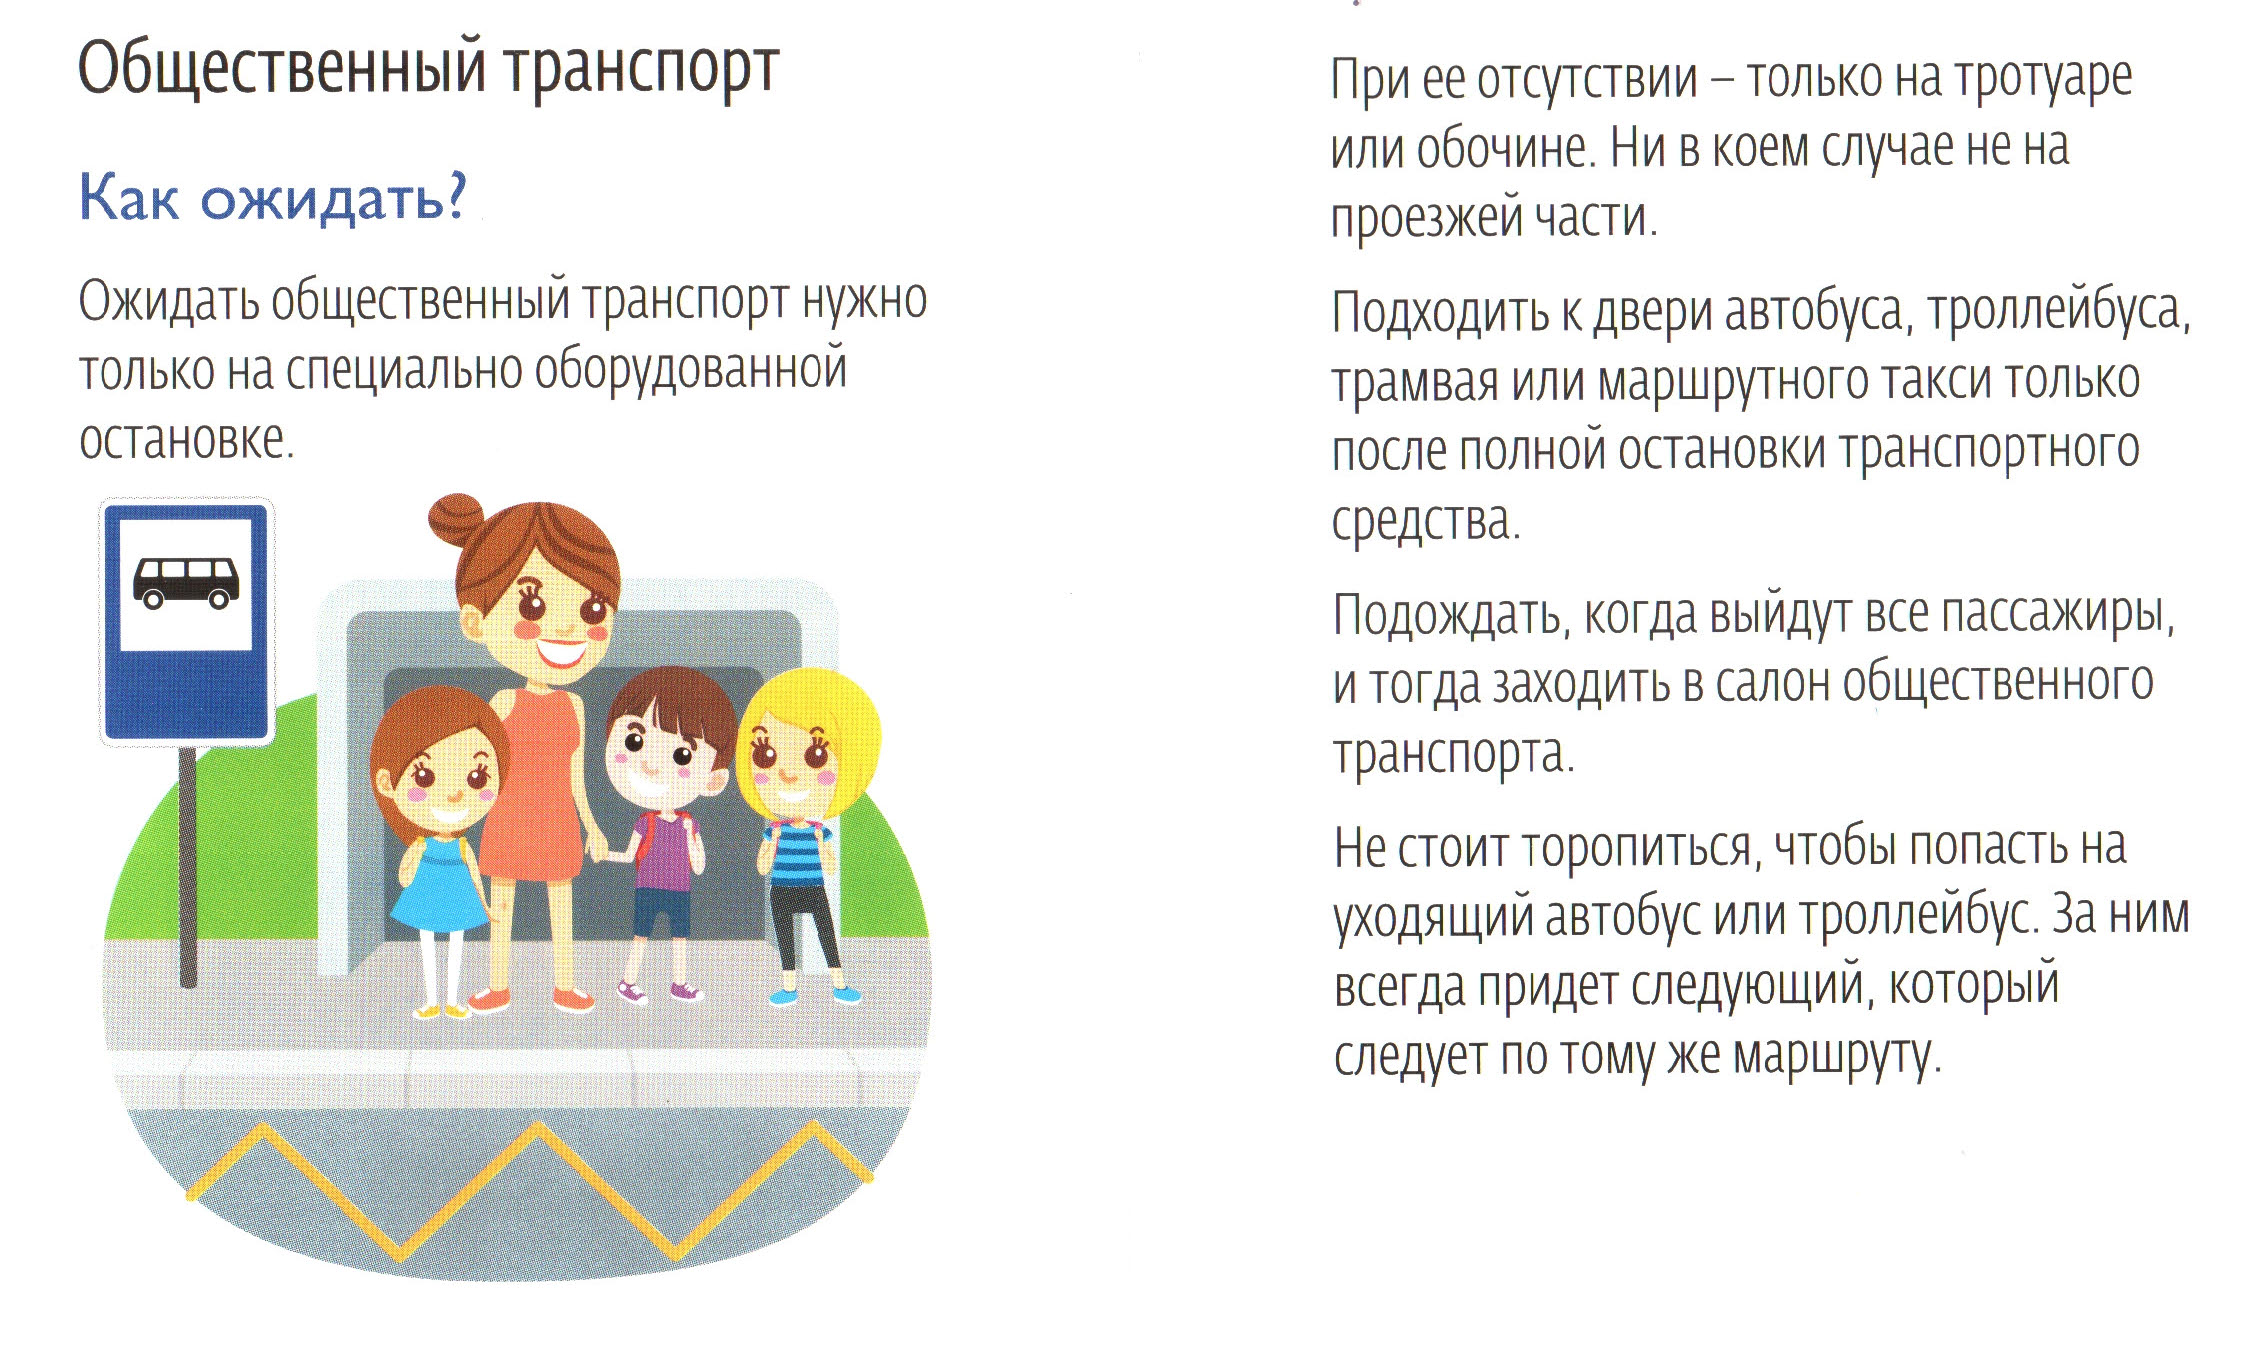 Общественный транспорт
Как ожидать?
Ожидать общественный транспорт нужно
только на специально оборудованной
остановке.
При ее отсутствии – только на тротуаре
или обочине. Ни в коем случае не на
проезжей части.
Подходить к двери автобуса, троллейбуса,
трамвая или маршрутного такси только
после полной остановки транспортного
средства.
Подождать, когда выйдут все пассажиры,
и тогда заходить в салон общественного
транспорта.
Не стоит торопиться, чтобы попасть на
уходящий автобус или троллейбус. За ним
всегда придет следующий, который
следует по тому же маршруту.